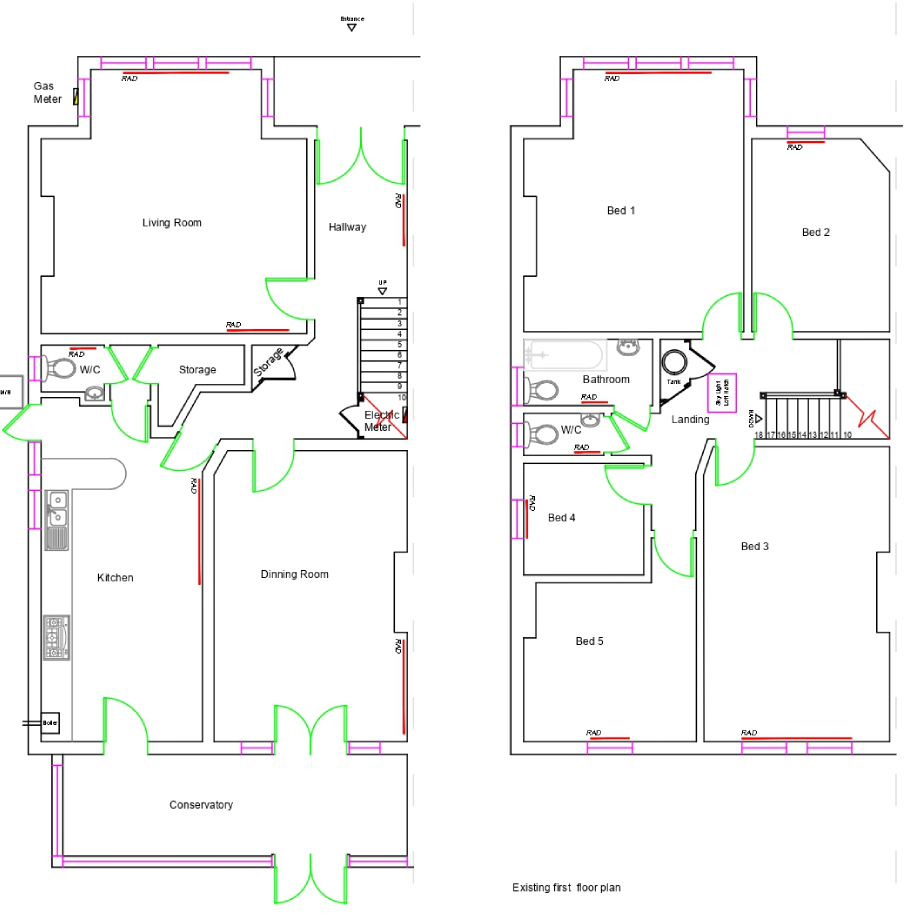 Entrance
RAD
Gas
Meter
RAD
Living Room
Hallway
UP
1
2
3
4
5
6
7
8
9
10
RAD
RAD
W/C
Storage
Storage
Electric
Meter
RAD
Kitchen
Dinning Room
RAD
Boiler
Conservatory
RAD
RAD
Bed 1
Bed 2
Bathroom
RAD
Tank
Sky light
Loft hatch
Landing
W/C
RAD
18 17 16 15 14 13 12 11 10
RAD
Bed 4
Bed 3
Bed 5
RAD
RAD
Existing first floor plan